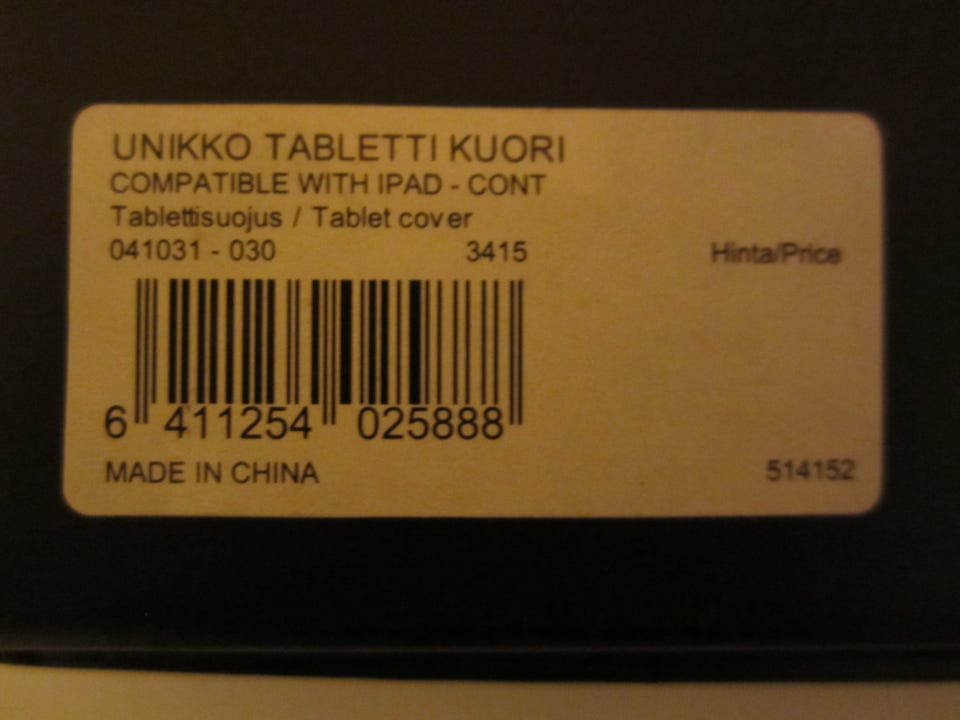 UNIKKO TABLETTI KUORI
COMPATIBLE WITH IPAD - CONT
Tablettisuojus / Tablet cover
041031 - 030 3415 Hinta/Price
6 411254 025888
MADE IN CHINA 514152